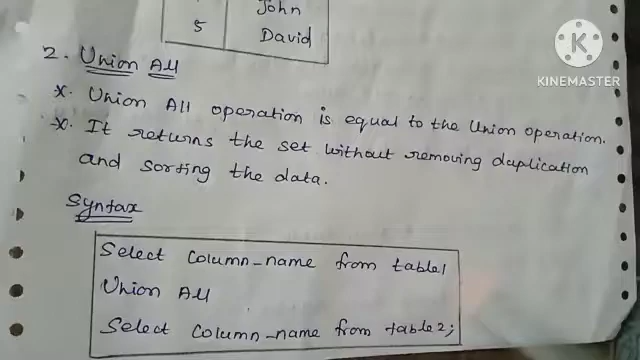 John
5 David
2. Union All
*. Union All operation is equal to the Union operation.
*. It returns the set without removing duplication
and sorting the data.
Syntax
Select Column_name from table1
Union All
Select Column_name from table2;
KINEMASTER